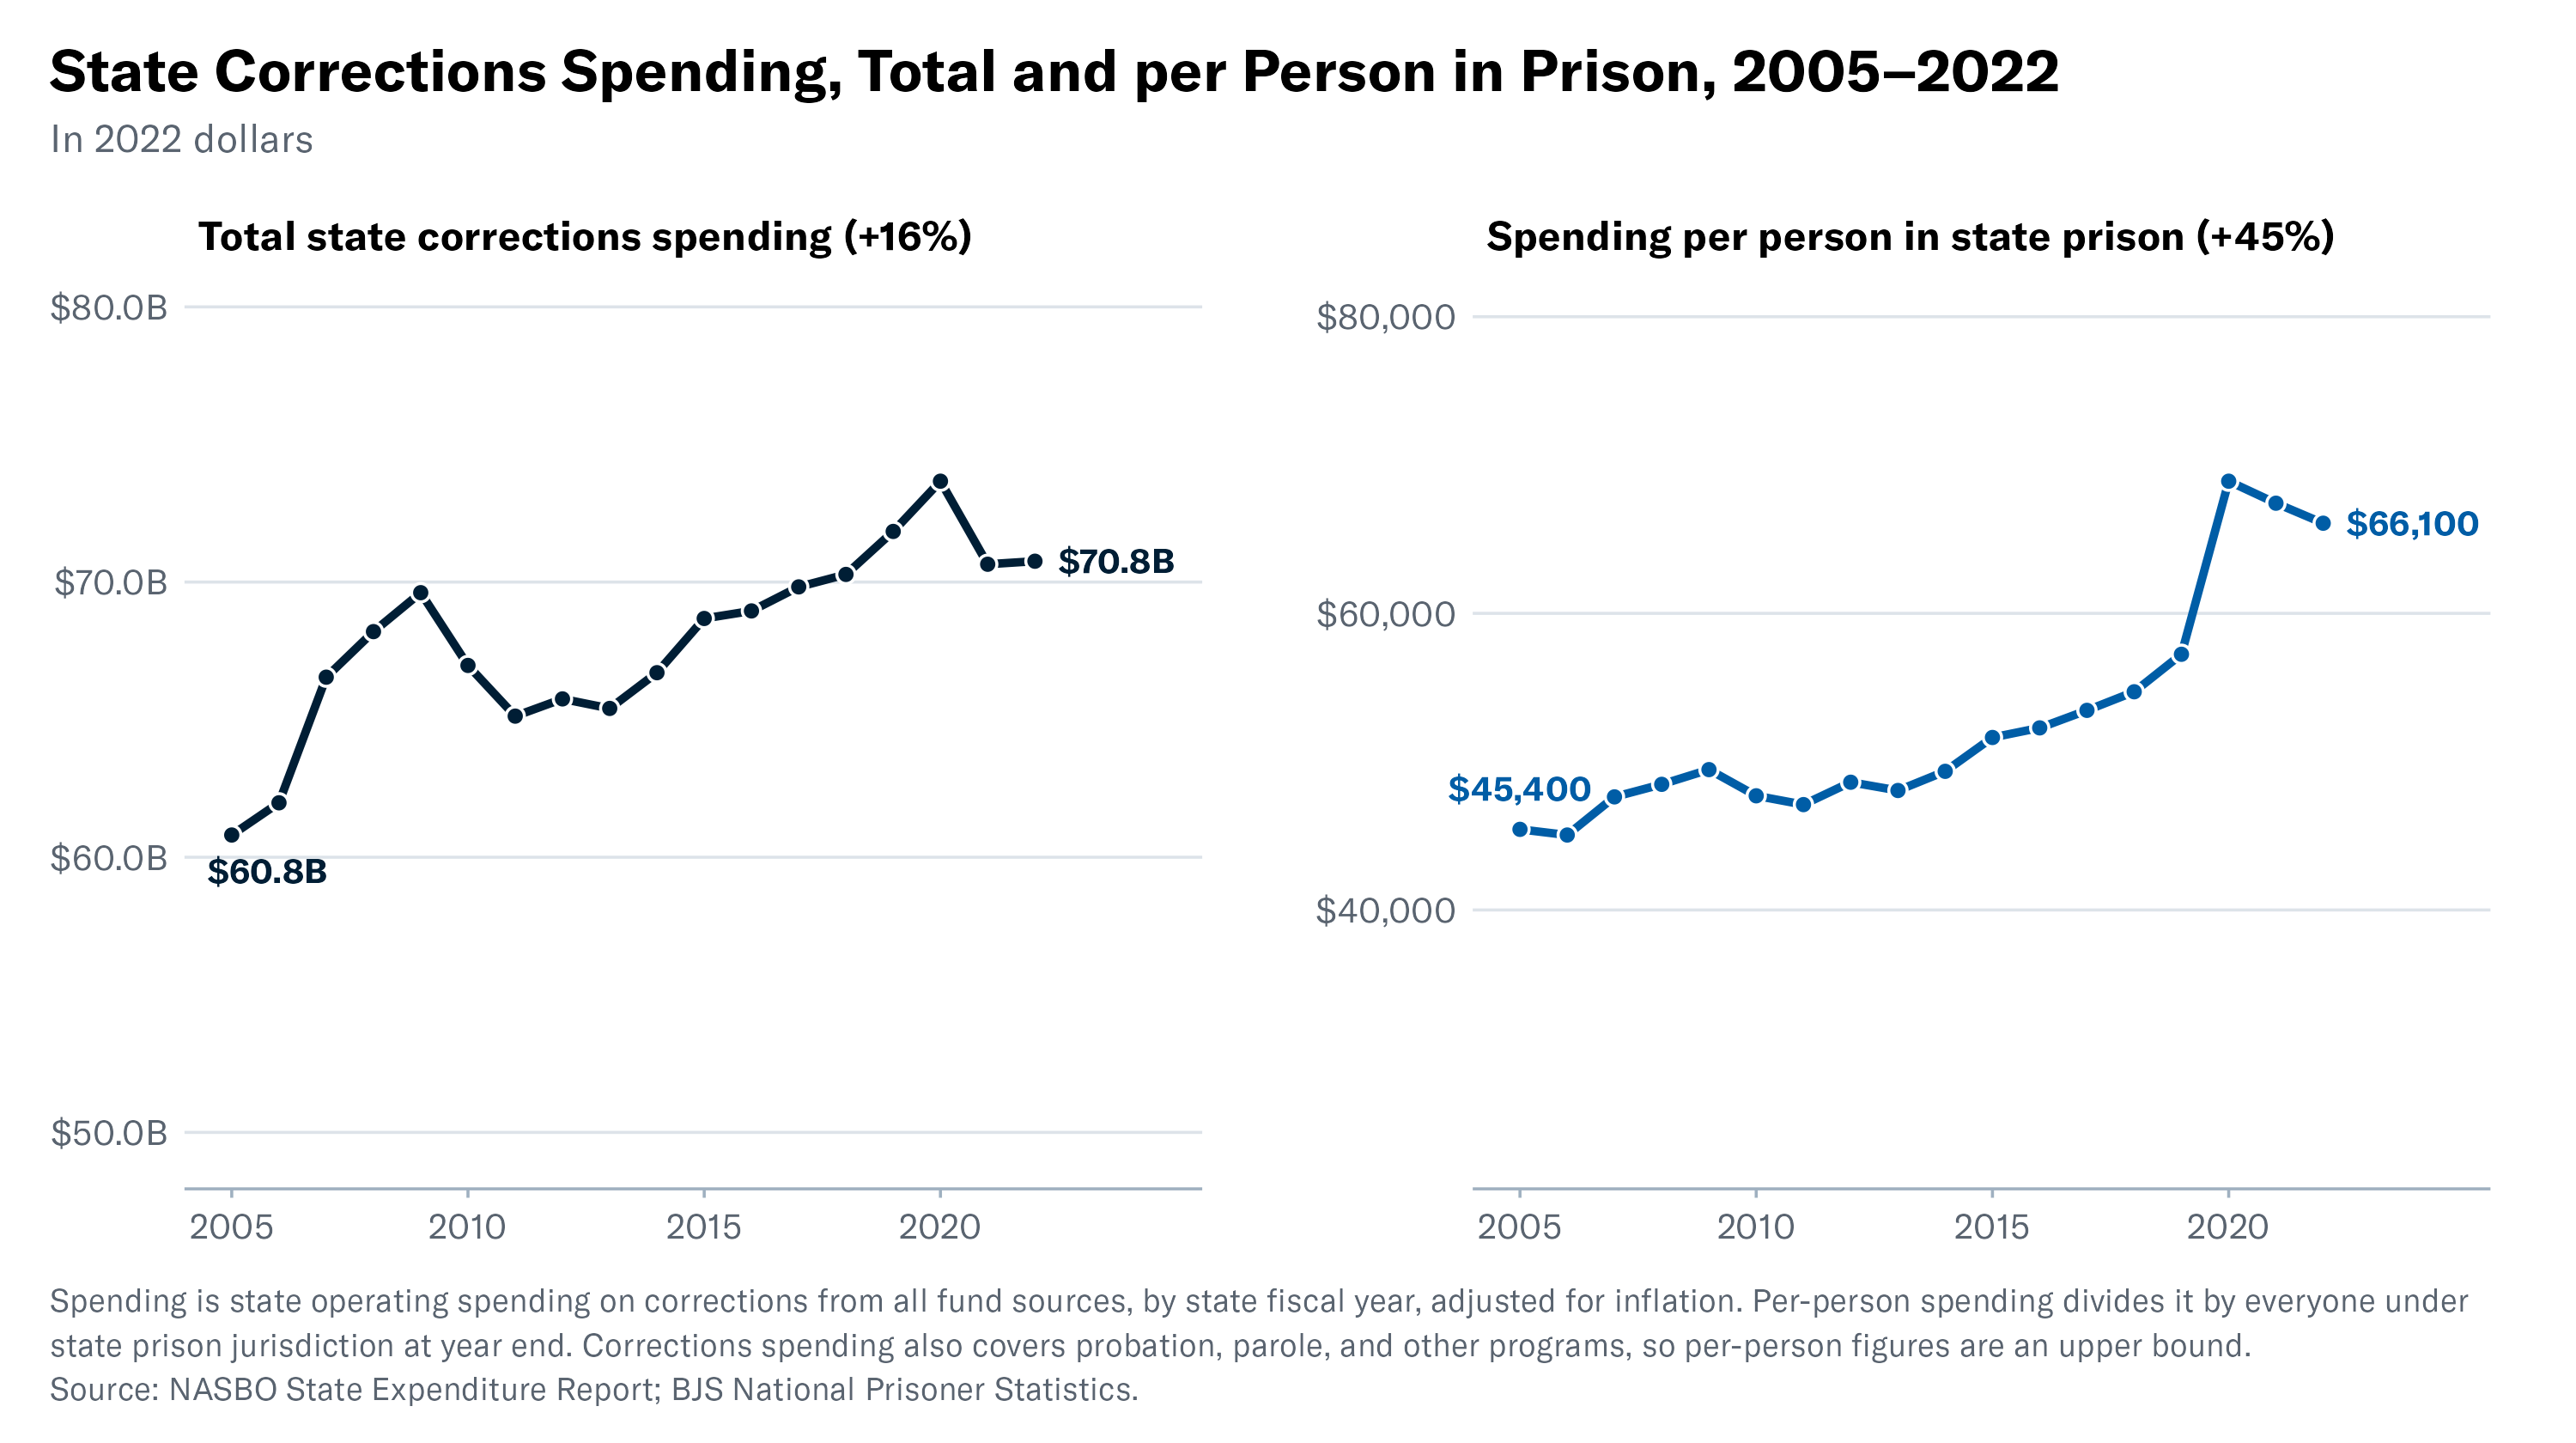 State Corrections Spending, Total and per Person in Prison, 2005–2022
In 2022 dollars
Total state corrections spending (+16%)
$80.0B
$70.0B
$60.0B
$50.0B
$60.8B
$70.8B
2005
2010
2015
2020
Spending per person in state prison (+45%)
$80,000
$60,000
$40,000
$45,400
$66,100
2005
2010
2015
2020
Spending is state operating spending on corrections from all fund sources, by state fiscal year, adjusted for inflation. Per-person spending divides it by everyone under
state prison jurisdiction at year end. Corrections spending also covers probation, parole, and other programs, so per-person figures are an upper bound.
Source: NASBO State Expenditure Report; BJS National Prisoner Statistics.